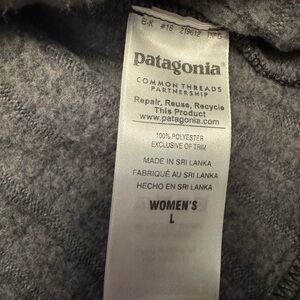 patagonia®
COMMON THREADS
PARTNERSHIP
Repair, Reuse, Recycle
This Product
www.patagonia.com
100% POLYESTER
EXCLUSIVE OF TRIM
MADE IN SRI LANKA
FABRIQUÉ AU SRI LANKA
HECHO EN SRI LANKA
WOMEN'S
L